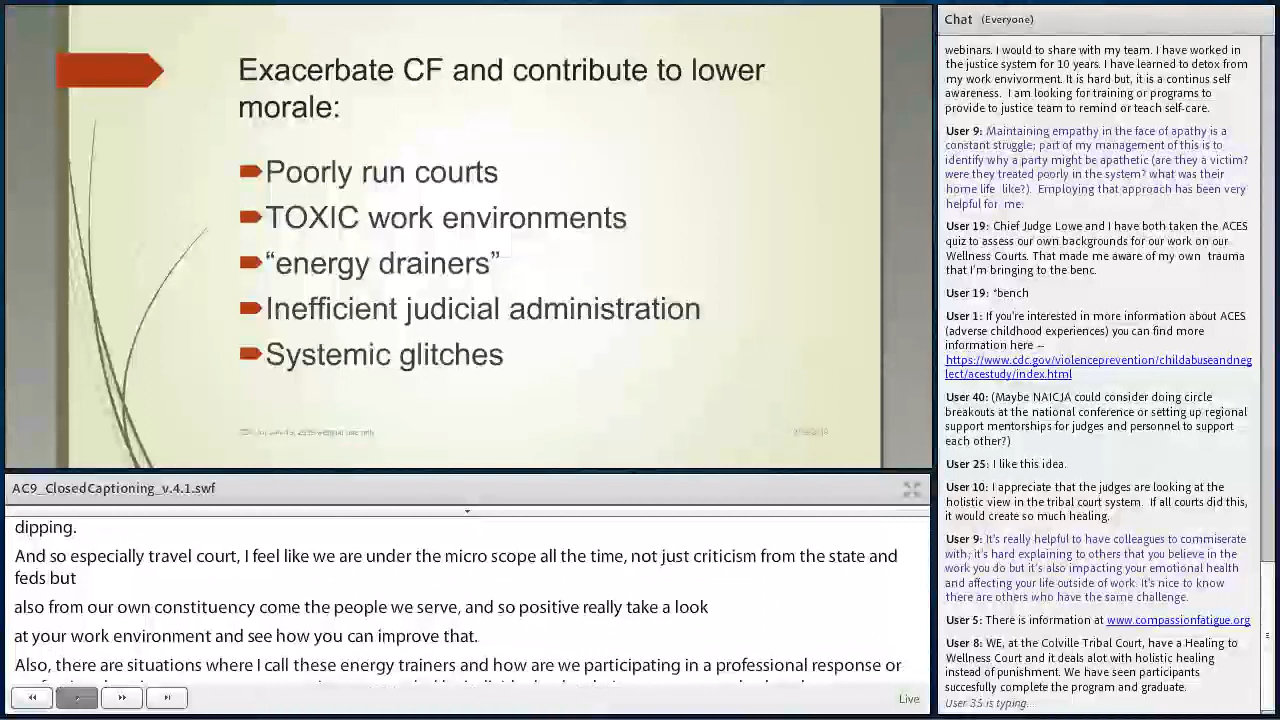 Exacerbate CF and contribute to lower
morale:
Poorly run courts
TOXIC work environments
“energy drainers”
Inefficient judicial administration
Systemic glitches
AC9_ClosedCaptioning_v.4.1.swf
dipping.
And so especially travel court, I feel like we are under the micro scope all the time, not just criticism from the state and
feds but
also from our own constituency come the people we serve, and so positive really take a look
at your work environment and see how you can improve that.
Also, there are situations where I call these energy trainers and how are we participating in a professional response or
Live
Chat (Everyone)
webinars. I would to share with my team. I have worked in
the justice system for 10 years. I have learned to detox from
my work envivorment. It is hard but, it is a continus self
awareness. I am looking for training or programs to
provide to justice team to remind or teach self-care.
User 9: Maintaining empathy in the face of apathy is a
constant struggle; part of my management of this is to
identify why a party might be apathetic (are they a victim?
were they treated poorly in the system? what was their
home life like?). Employing that approach has been very
helpful for me.
User 19: Chief Judge Lowe and I have both taken the ACES
quiz to assess our own backgrounds for our work on our
Wellness Courts. That made me aware of my own trauma
that I'm bringing to the benc.
User 19: *bench
User 1: If you're interested in more information about ACES
(adverse childhood experiences) you can find more
information here --
https://www.cdc.gov/violenceprevention/childabuseandneg
lect/acestudy/index.html
User 40: (Maybe NAICJA could consider doing circle
breakouts at the national conference or setting up regional
support mentorships for judges and personnel to support
each other?)
User 25: I like this idea.
User 10: I appreciate that the judges are looking at the
holistic view in the tribal court system. If all courts did this,
it would create so much healing.
User 9: It's really helpful to have colleagues to commiserate
with; it's hard explaining to others that you believe in the
work you do but it's also impacting your emotional health
and affecting your life outside of work. It's nice to know
there are others who have the same challenge.
User 5: There is information at www.compassionfatigue.org
User 8: WE, at the Colville Tribal Court, have a Healing to
Wellness Court and it deals alot with holistic healing
instead of punishment. We have seen participants
succesfully complete the program and graduate.
User 35 is typing.